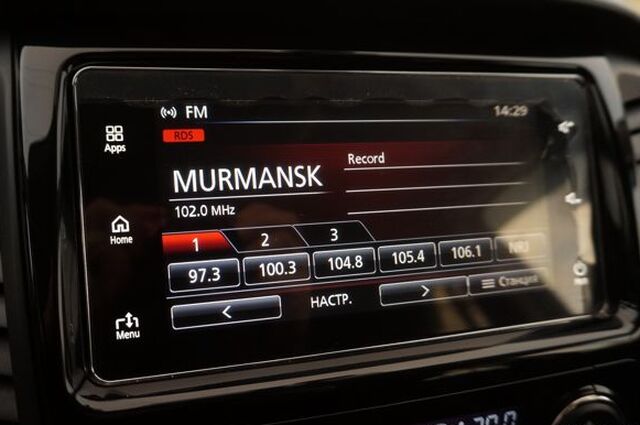 FM 14:29
Apps
RDS
Record
MURMANSK
102.0 MHz
Home
1 2 3
97.3 100.3 104.8 105.4 106.1 NRJ
< НАСТР. > Станции
Menu